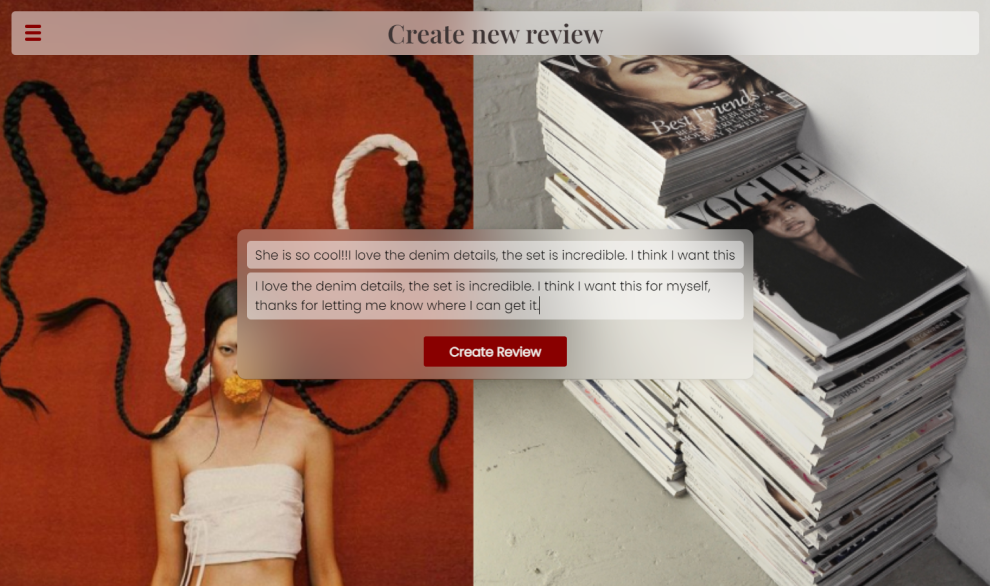 Create new review
VOGUE
Best Friends...
VOGUE
She is so cool!!I love the denim details, the set is incredible. I think I want this
I love the denim details, the set is incredible. I think I want this for myself,
thanks for letting me know where I can get it.
Create Review